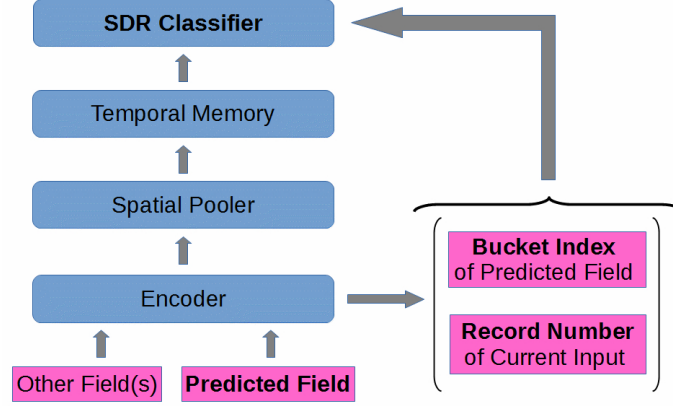 SDR Classifier
Temporal Memory
Spatial Pooler
Encoder
Other Field(s)
Predicted Field
Bucket Index
of Predicted Field
Record Number
of Current Input